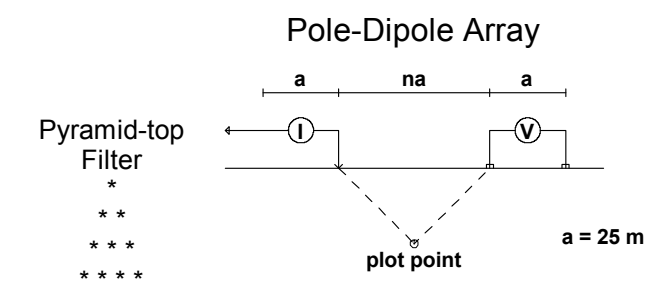 Pole-Dipole Array
a na a
Pyramid-top
Filter
*
* *
* * *
* * * *
I V
a = 25 m
plot point